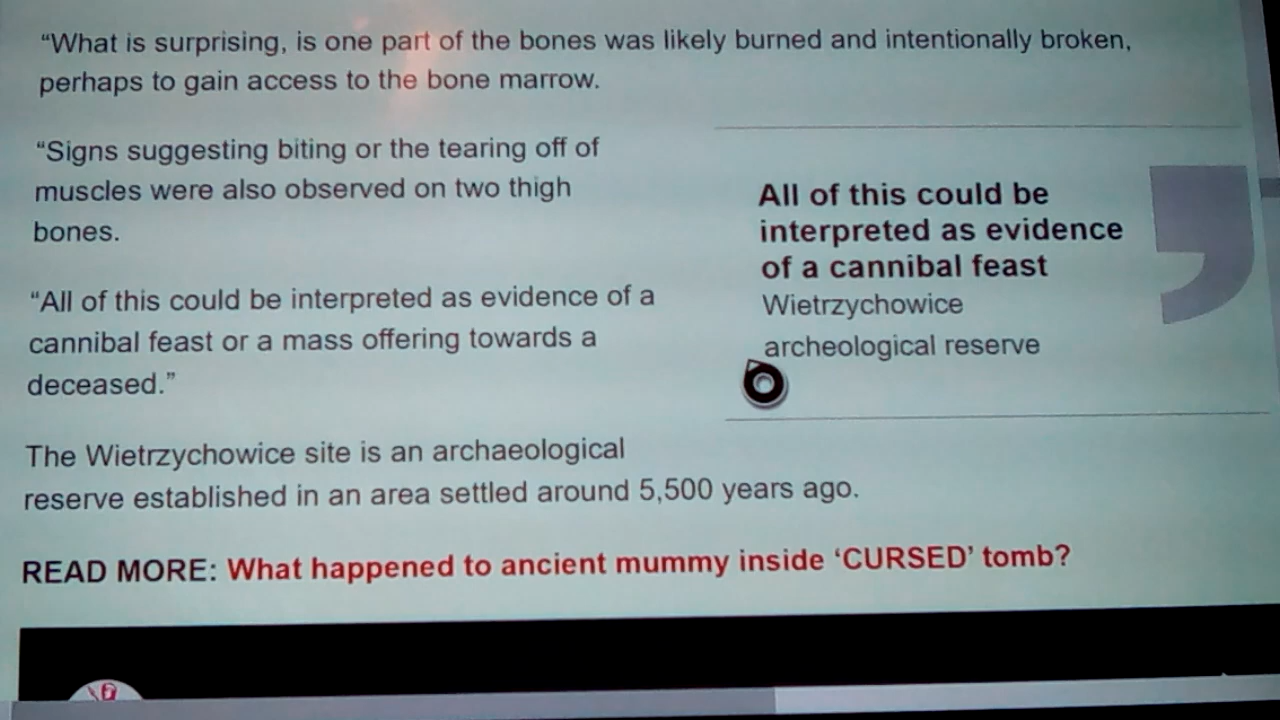 “What is surprising, is one part of the bones was likely burned and intentionally broken,
perhaps to gain access to the bone marrow.
“Signs suggesting biting or the tearing off of
muscles were also observed on two thigh
bones.
“All of this could be interpreted as evidence of a
cannibal feast or a mass offering towards a
deceased.”
All of this could be
interpreted as evidence
of a cannibal feast
Wietrzychowice
archeological reserve
The Wietrzychowice site is an archaeological
reserve established in an area settled around 5,500 years ago.
READ MORE: What happened to ancient mummy inside ‘CURSED’ tomb?